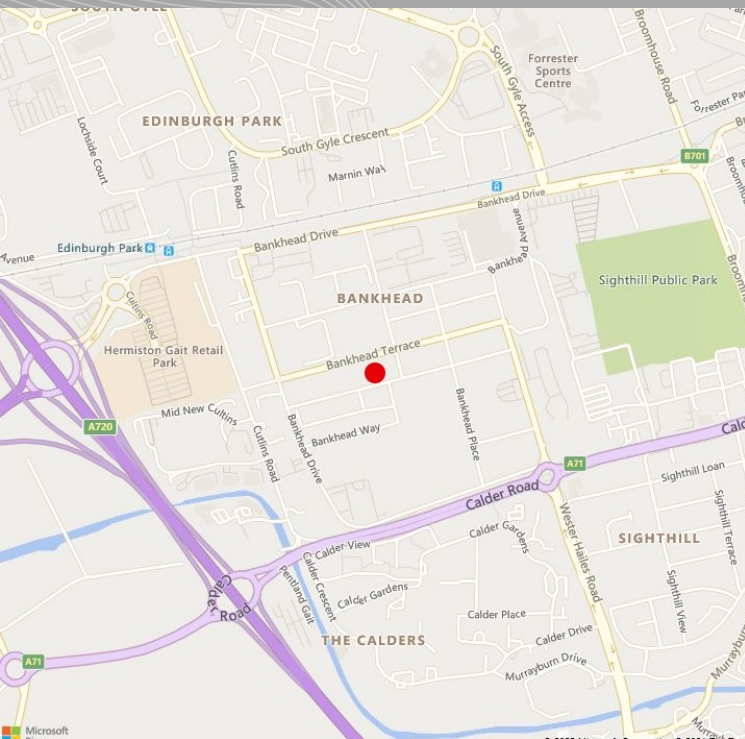 SOUTH GYLE
Forrester
Sports
Centre
South Gyle Access
Broomhouse Road
Forrester
EDINBURGH PARK
South Gyle Crescent
Lochside Court
Cutlins Road
Marnin Way
B701
Bankhead Drive
Bankhead Drive
Edinburgh Park
Avenue
BANKHEAD
Sighthill Public Park
Cultins Road
Hermiston Gait Retail
Park
Bankhead Terrace
Mid New Cultins
A720
Cutlins Road
Bankhead Drive
Bankhead Way
Bankhead Place
A71
Calder Road
Sighthill Loan
Sighthill Terrace
SIGHTHILL
Wester Hailes Road
Calder Gardens
Calder View
Calder Crescent
Pentland Gait
Calder Gardens
Calder Road
Calder Place
Sighthill View
THE CALDERS
Calder Drive
Murrayburn Drive
A71
Microsoft